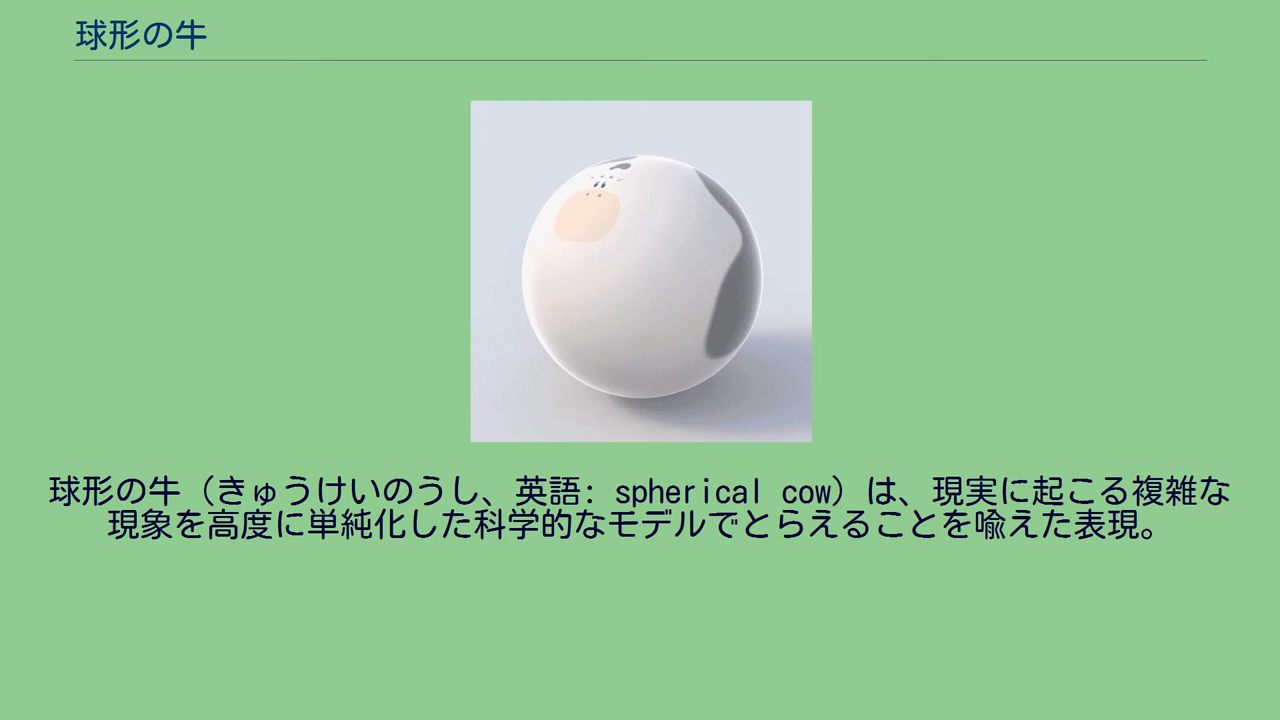 球形の牛
球形の牛（きゅうけいのうし、英語: spherical cow）は、現実に起こる複雑な
現象を高度に単純化した科学的なモデルでとらえることを喩えた表現。